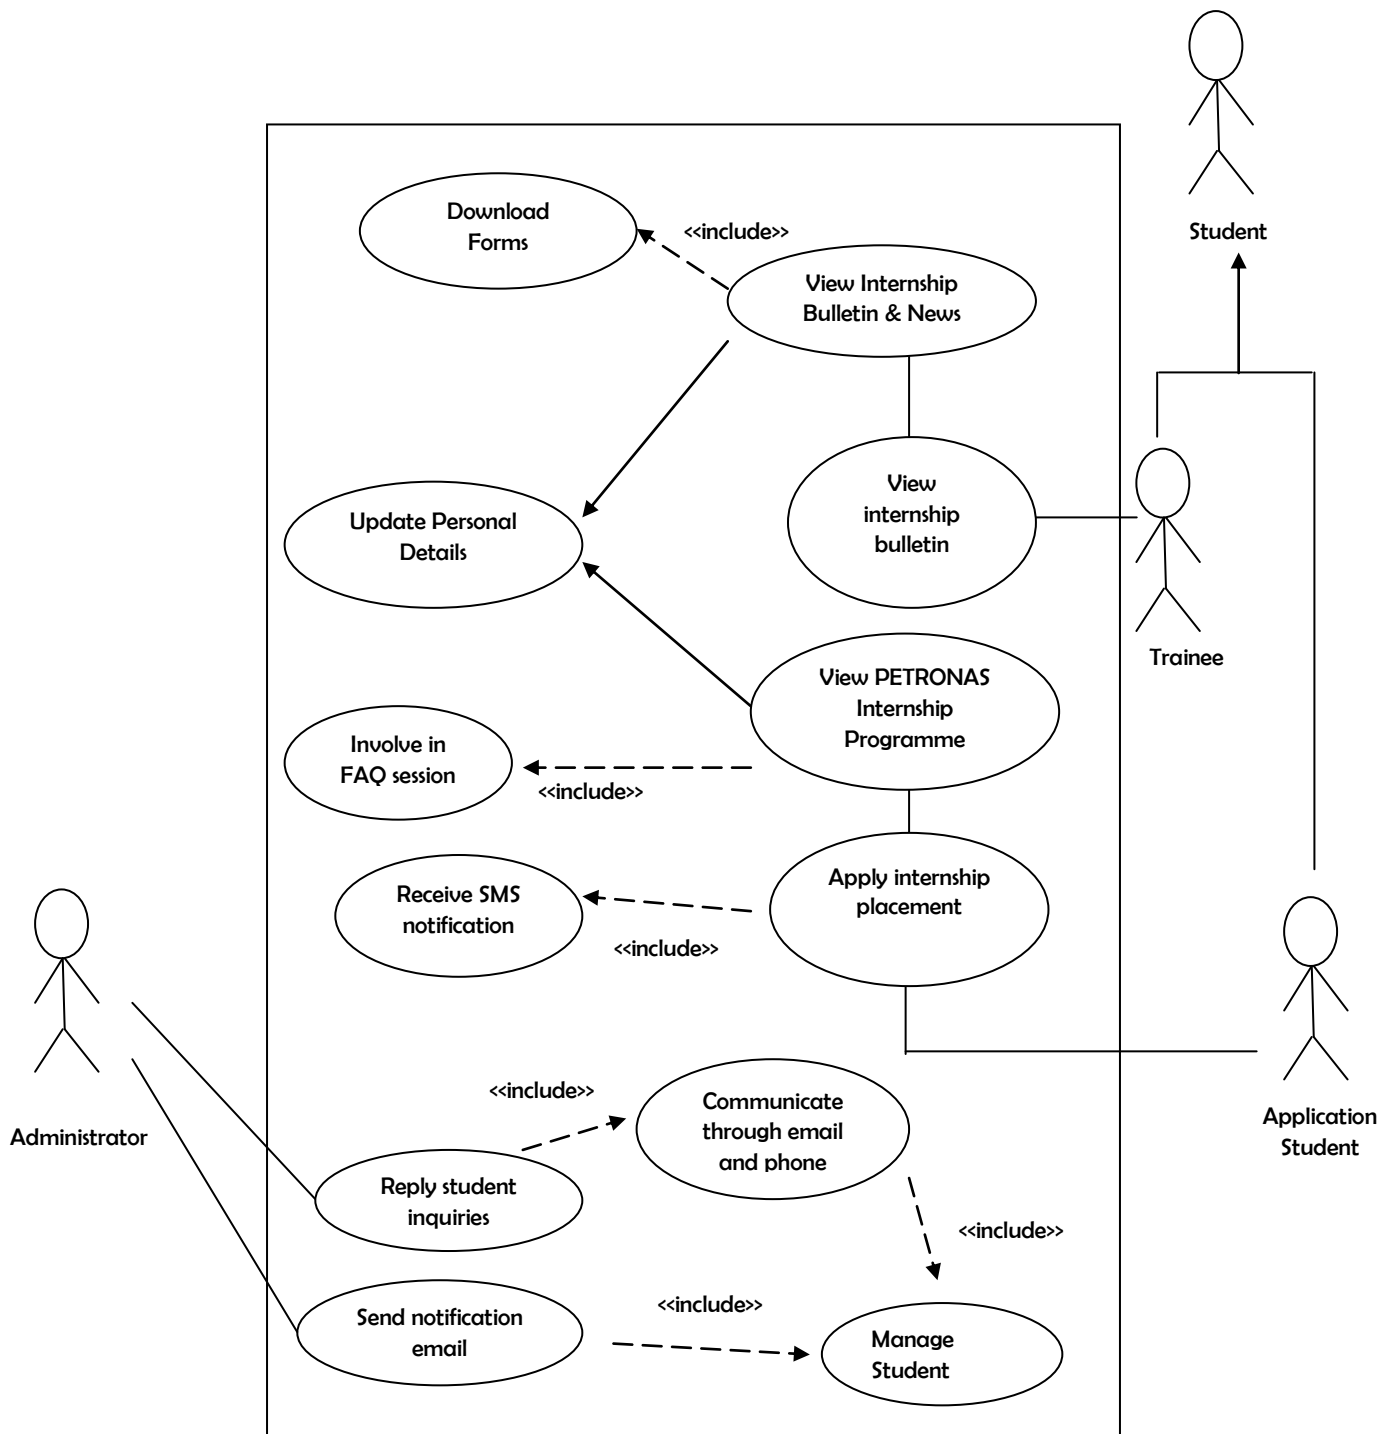 Student
Download
Forms
<<include>>
View Internship
Bulletin & News
View
internship
bulletin
Update Personal
Details
Trainee
View PETRONAS
Internship
Programme
Involve in
FAQ session
<<include>>
Apply internship
placement
Receive SMS
notification
<<include>>
Administrator
Application
Student
<<include>>
Communicate
through email
and phone
Reply student
inquiries
<<include>>
Send notification
email
<<include>>
Manage
Student